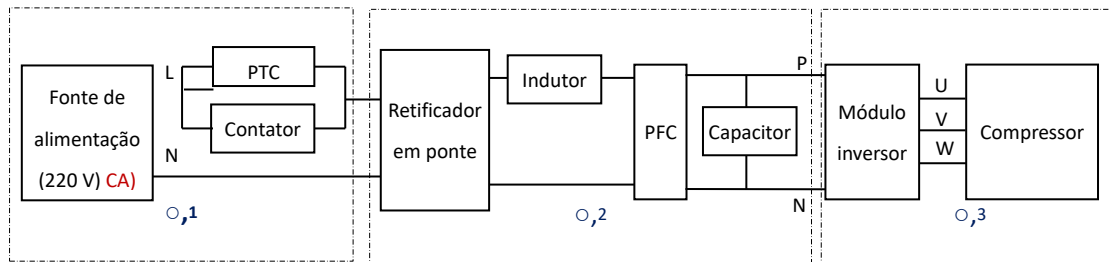 Fonte de
alimentação
(220 V) CA)
L
N
PTC
Contator
○,1
Retificador
em ponte
Indutor
PFC
Capacitor
P
N
○,2
Módulo
inversor
U
V
W
Compressor
○,3